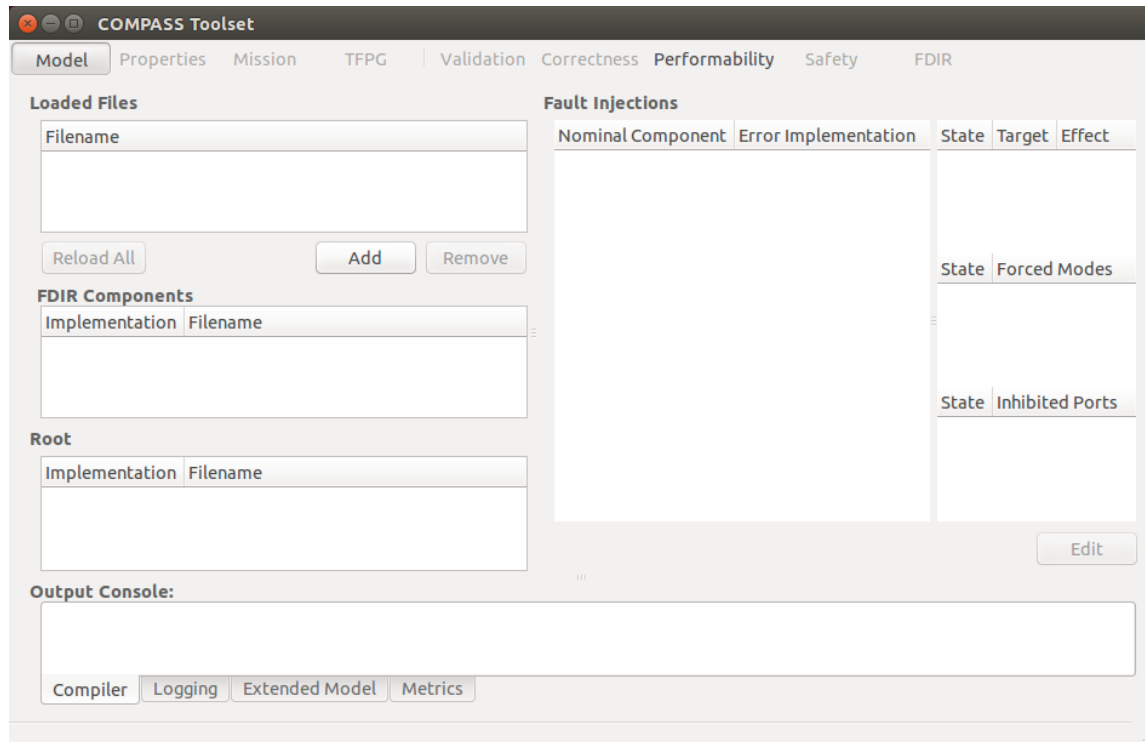 COMPASS Toolset
Model Properties Mission TFPG Validation Correctness Performability Safety FDIR
Loaded Files
Filename
Reload All Add Remove
FDIR Components
Implementation Filename
Root
Implementation Filename
Fault Injections
Nominal Component Error Implementation
State Target Effect
State Forced Modes
State Inhibited Ports
Edit
Output Console:
Compiler Logging Extended Model Metrics